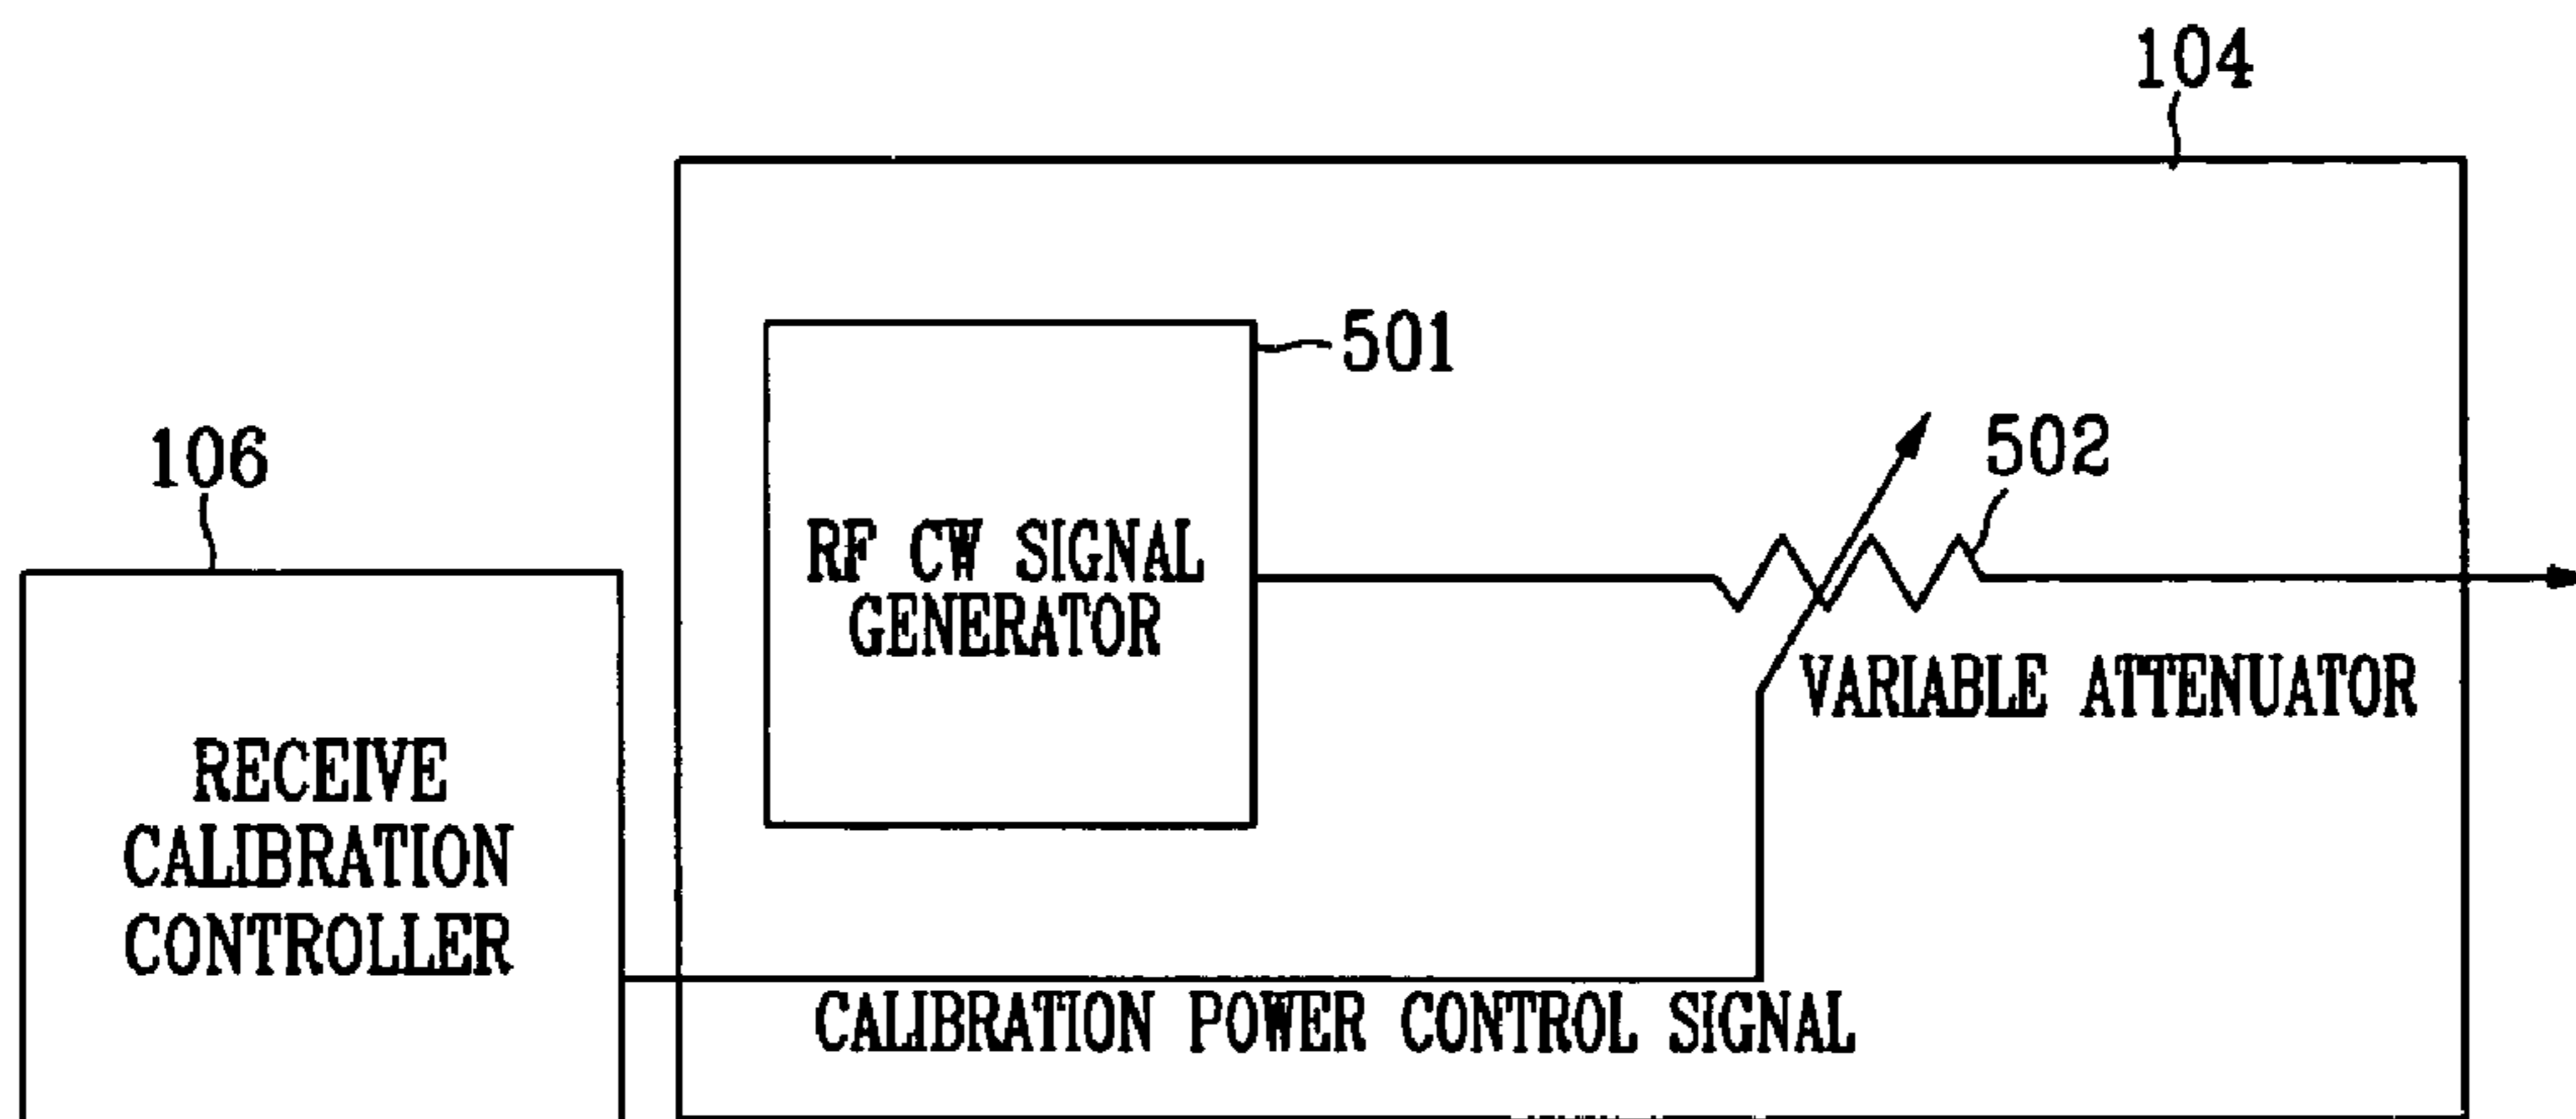 104
501
106
502
RF CW SIGNAL
GENERATOR
VARIABLE ATTENUATOR
RECEIVE
CALIBRATION
CONTROLLER
CALIBRATION POWER CONTROL SIGNAL